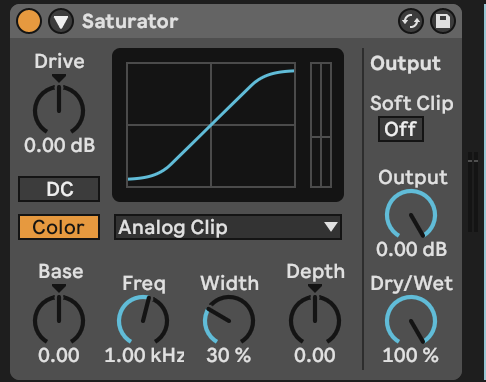 Saturator
Drive
0.00 dB
DC
Color
Analog Clip
Base
0.00
Freq
1.00 kHz
Width
30 %
Depth
0.00
Output
Soft Clip
Off
Output
0.00 dB
Dry/Wet
100 %